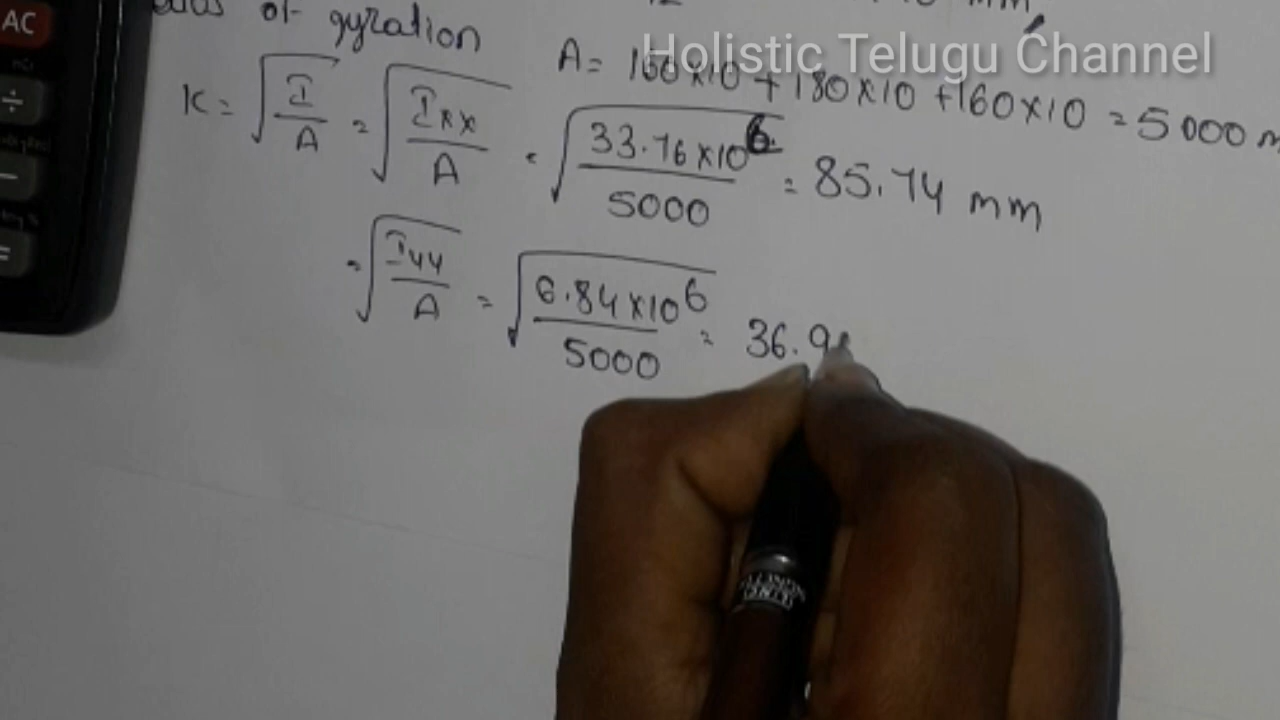 of gyration
Holistic Telugu Channel
A = 160×10 + 180×10 + 160×10 = 5000 m
K = √(I/A) = √(Ixx/A) = √(33.76×10⁶/5000) = 85.74 mm
= √(Iyy/A) = √(6.84×10⁶/5000) = 36.9
AC
÷
−
=